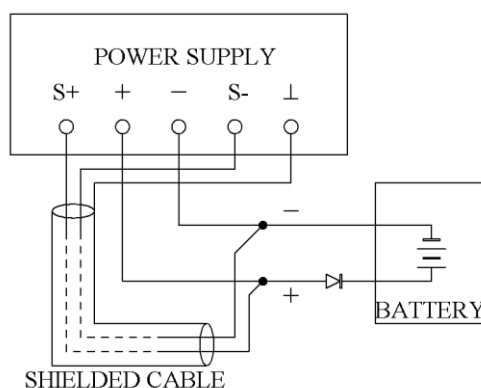 POWER SUPPLY
S+ + − S- ⊥
−
+
BATTERY
SHIELDED CABLE